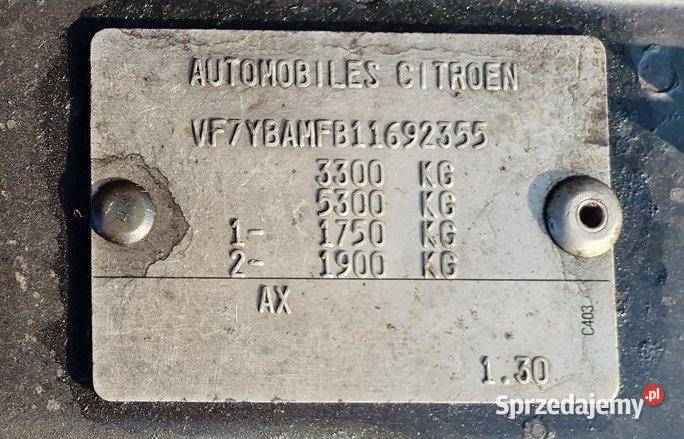 AUTOMOBILES CITROEN
VF7YBAMFB11692355
3300 KG
5300 KG
1- 1750 KG
2- 1900 KG
AX
C403
1.30
Sprzedajemy.pl